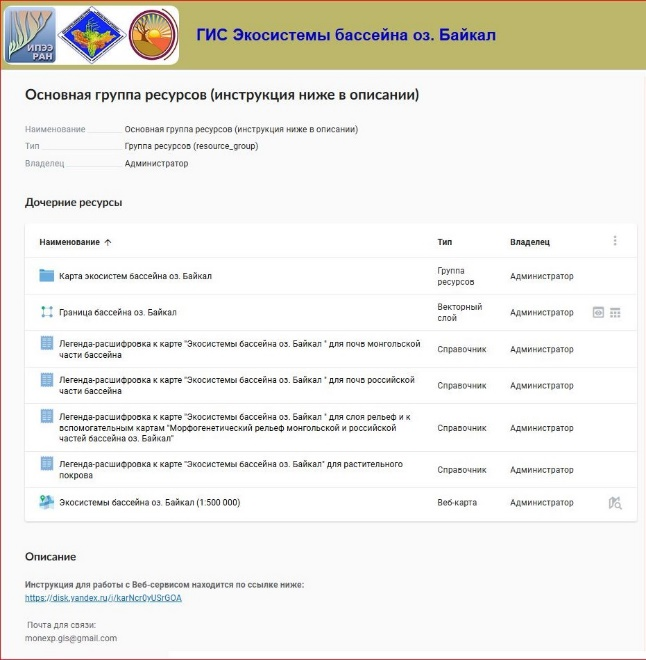 ИПЭЭ
РАН
ГИС Экосистемы бассейна оз. Байкал
Основная группа ресурсов (инструкция ниже в описании)
Наименование Основная группа ресурсов (инструкция ниже в описании)
Тип Группа ресурсов (resource_group)
Владелец Администратор
Дочерние ресурсы
Наименование ↑ Тип Владелец
Карта экосистем бассейна оз. Байкал Группа ресурсов Администратор
Граница бассейна оз. Байкал Векторный слой Администратор
Легенда-расшифровка к карте "Экосистемы бассейна оз. Байкал " для почв монгольской
части бассейна Справочник Администратор
Легенда-расшифровка к карте "Экосистемы бассейна оз. Байкал " для почв российской
части бассейна Справочник Администратор
Легенда-расшифровка к карте "Экосистемы бассейна оз. Байкал " для слоя рельеф и к
вспомогательным картам "Морфогенетический рельеф монгольской и российской
частей бассейна оз. Байкал" Справочник Администратор
Легенда-расшифровка к карте "Экосистемы бассейна оз. Байкал" для растительного
покрова Справочник Администратор
Экосистемы бассейна оз. Байкал (1:500 000) Веб-карта Администратор
Описание
Инструкция для работы с Веб-сервисом находится по ссылке ниже:
https://disk.yandex.ru/i/karNcr0yUSrGOA
Почта для связи:
monexp.gis@gmail.com